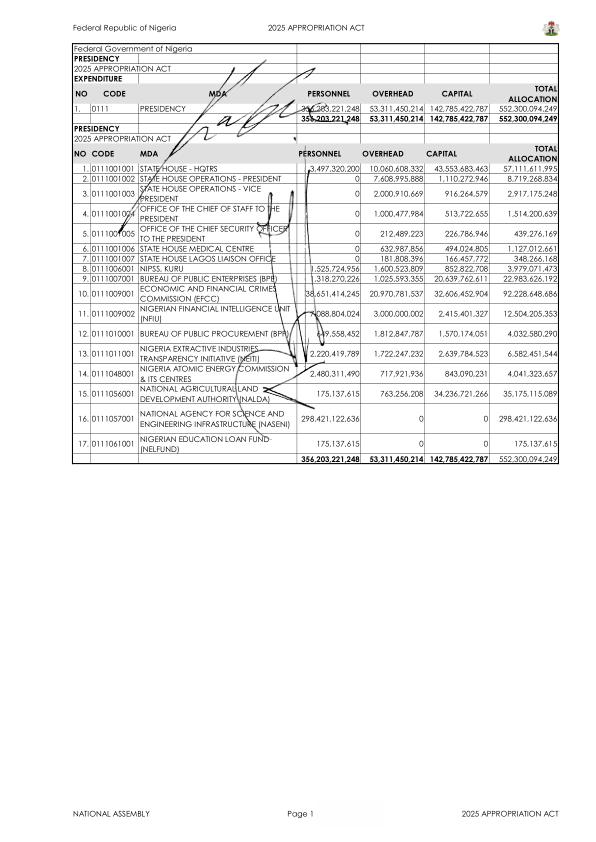 Federal Republic of Nigeria 2025 APPROPRIATION ACT
Federal Government of Nigeria
PRESIDENCY
2025 APPROPRIATION ACT
EXPENDITURE
NO CODE MDA PERSONNEL OVERHEAD CAPITAL TOTAL ALLOCATION
1. 0111 PRESIDENCY 356,203,221,248 53,311,450,214 142,785,422,787 552,300,094,249
356,203,221,248 53,311,450,214 142,785,422,787 552,300,094,249
PRESIDENCY
2025 APPROPRIATION ACT
NO CODE MDA PERSONNEL OVERHEAD CAPITAL TOTAL ALLOCATION
1. 0111001001 STATE HOUSE - HQTRS 3,497,320,200 10,060,608,332 43,553,683,463 57,111,611,995
2. 0111001002 STATE HOUSE OPERATIONS - PRESIDENT 0 7,608,995,888 1,110,272,946 8,719,268,834
3. 0111001003 STATE HOUSE OPERATIONS - VICE PRESIDENT 0 2,000,910,669 916,264,579 2,917,175,248
4. 0111001004 OFFICE OF THE CHIEF OF STAFF TO THE PRESIDENT 0 1,000,477,984 513,722,655 1,514,200,639
5. 0111001005 OFFICE OF THE CHIEF SECURITY OFFICER TO THE PRESIDENT 0 212,489,223 226,786,946 439,276,169
6. 0111001006 STATE HOUSE MEDICAL CENTRE 0 632,987,856 494,024,805 1,127,012,661
7. 0111001007 STATE HOUSE LAGOS LIAISON OFFICE 0 181,808,396 166,457,772 348,266,168
8. 0111006001 NIPSS, KURU 1,525,724,956 1,600,523,809 852,822,708 3,979,071,473
9. 0111007001 BUREAU OF PUBLIC ENTERPRISES (BPE) 1,318,270,226 1,025,593,355 20,639,762,611 22,983,626,192
10. 0111009001 ECONOMIC AND FINANCIAL CRIMES COMMISSION (EFCC) 38,651,414,245 20,970,781,537 32,606,452,904 92,228,648,686
11. 0111009002 NIGERIAN FINANCIAL INTELLIGENCE UNIT (NFIU) 7,088,804,024 3,000,000,002 2,415,401,327 12,504,205,353
12. 0111010001 BUREAU OF PUBLIC PROCUREMENT (BPP) 649,558,452 1,812,847,787 1,570,174,051 4,032,580,290
13. 0111011001 NIGERIA EXTRACTIVE INDUSTRIES TRANSPARENCY INITIATIVE (NEITI) 2,220,419,789 1,722,247,232 2,639,784,523 6,582,451,544
14. 0111048001 NIGERIA ATOMIC ENERGY COMMISSION & ITS CENTRES 2,480,311,490 717,921,936 843,090,231 4,041,323,657
15. 0111056001 NATIONAL AGRICULTURAL LAND DEVELOPMENT AUTHORITY (NALDA) 175,137,615 763,256,208 34,236,721,266 35,175,115,089
16. 0111057001 NATIONAL AGENCY FOR SCIENCE AND ENGINEERING INFRASTRUCTURE (NASENI) 298,421,122,636 0 0 298,421,122,636
17. 0111061001 NIGERIAN EDUCATION LOAN FUND- (NELFUND) 175,137,615 0 0 175,137,615
356,203,221,248 53,311,450,214 142,785,422,787 552,300,094,249
NATIONAL ASSEMBLY Page 1 2025 APPROPRIATION ACT